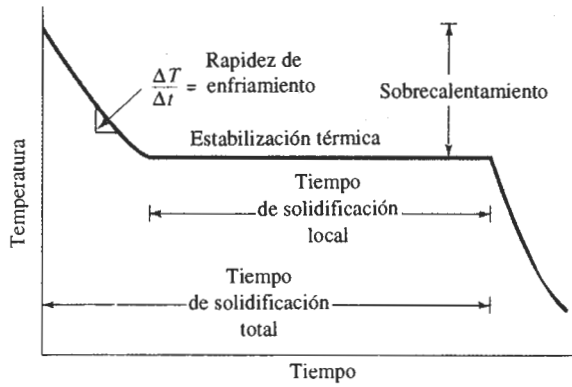 Rapidez de
ΔT/Δt = enfriamiento
Sobrecalentamiento
Estabilización térmica
Tiempo
de solidificación
local
Tiempo
de solidificación
total
Temperatura
Tiempo